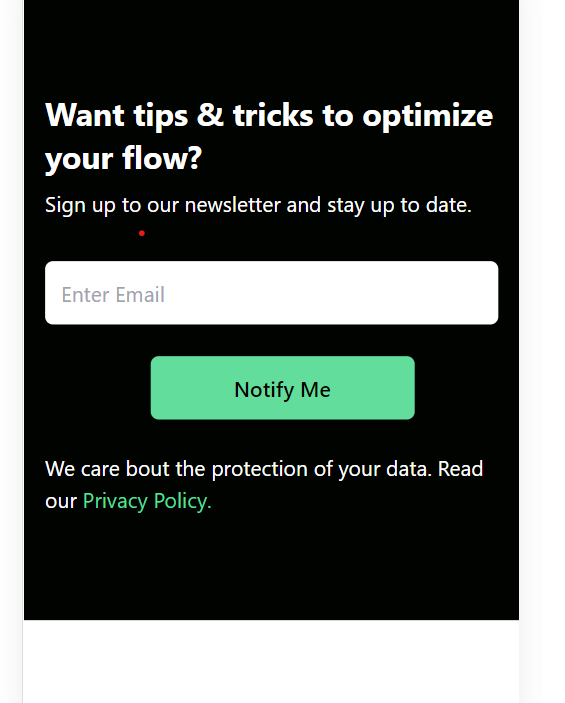 Want tips & tricks to optimize
your flow?
Sign up to our newsletter and stay up to date.
Enter Email
Notify Me
We care bout the protection of your data. Read
our Privacy Policy.